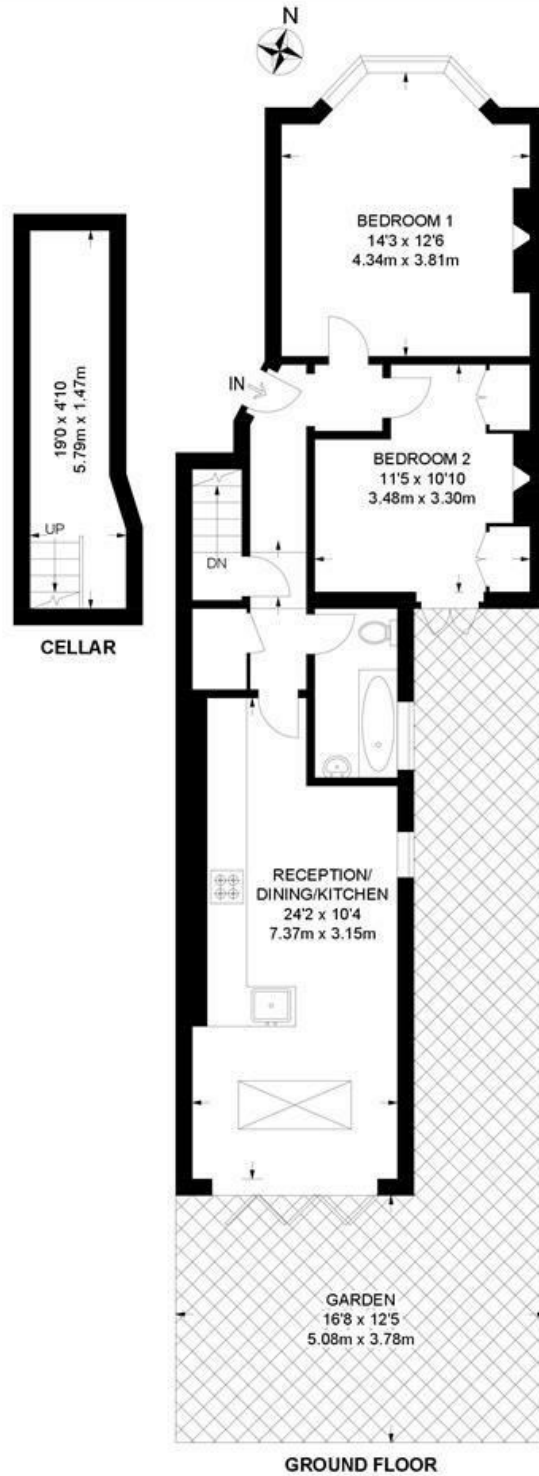 N
BEDROOM 1
14'3 x 12'6
4.34m x 3.81m
IN
19'0 x 4'10
5.79m x 1.47m
UP
CELLAR
BEDROOM 2
11'5 x 10'10
3.48m x 3.30m
DN
RECEPTION/
DINING/KITCHEN
24'2 x 10'4
7.37m x 3.15m
GARDEN
16'8 x 12'5
5.08m x 3.78m
GROUND FLOOR